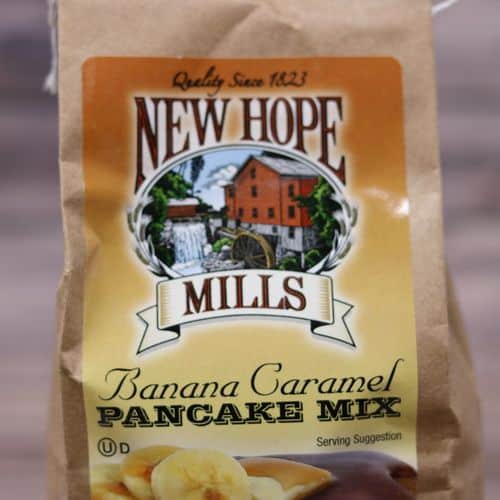 Quality Since 1823
NEW HOPE
MILLS
Banana Caramel
PANCAKE MIX
Serving Suggestion
Ⓤ D